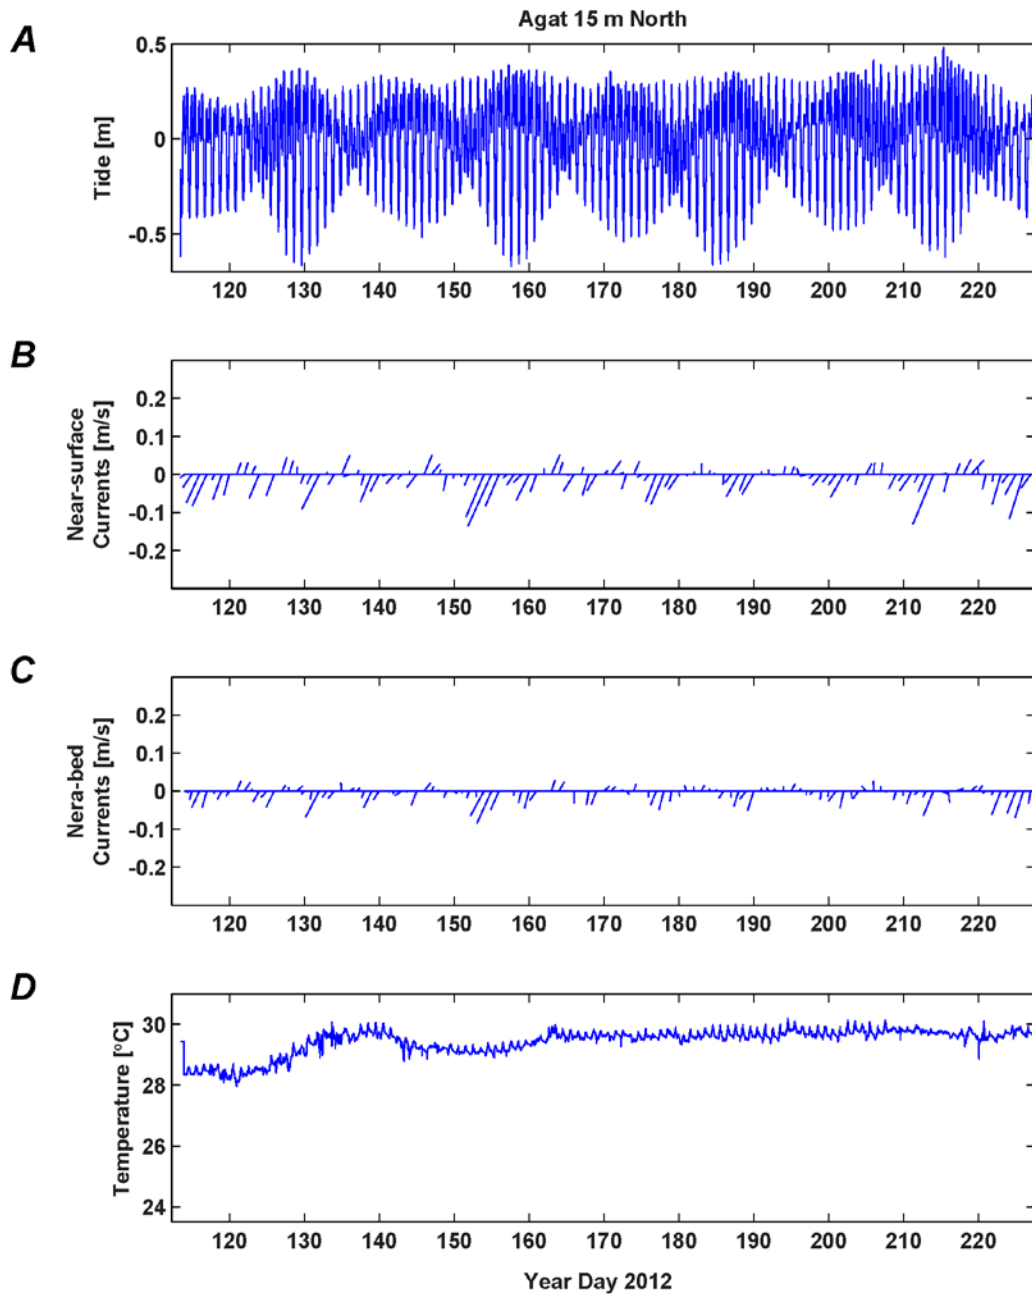 Agat 15 m North
A
Tide [m]
0.5
0
-0.5
120 130 140 150 160 170 180 190 200 210 220
B
Near-surface
Currents [m/s]
0.2
0.1
0
-0.1
-0.2
120 130 140 150 160 170 180 190 200 210 220
C
Nera-bed
Currents [m/s]
0.2
0.1
0
-0.1
-0.2
120 130 140 150 160 170 180 190 200 210 220
D
Temperature [°C]
30
28
26
24
120 130 140 150 160 170 180 190 200 210 220
Year Day 2012